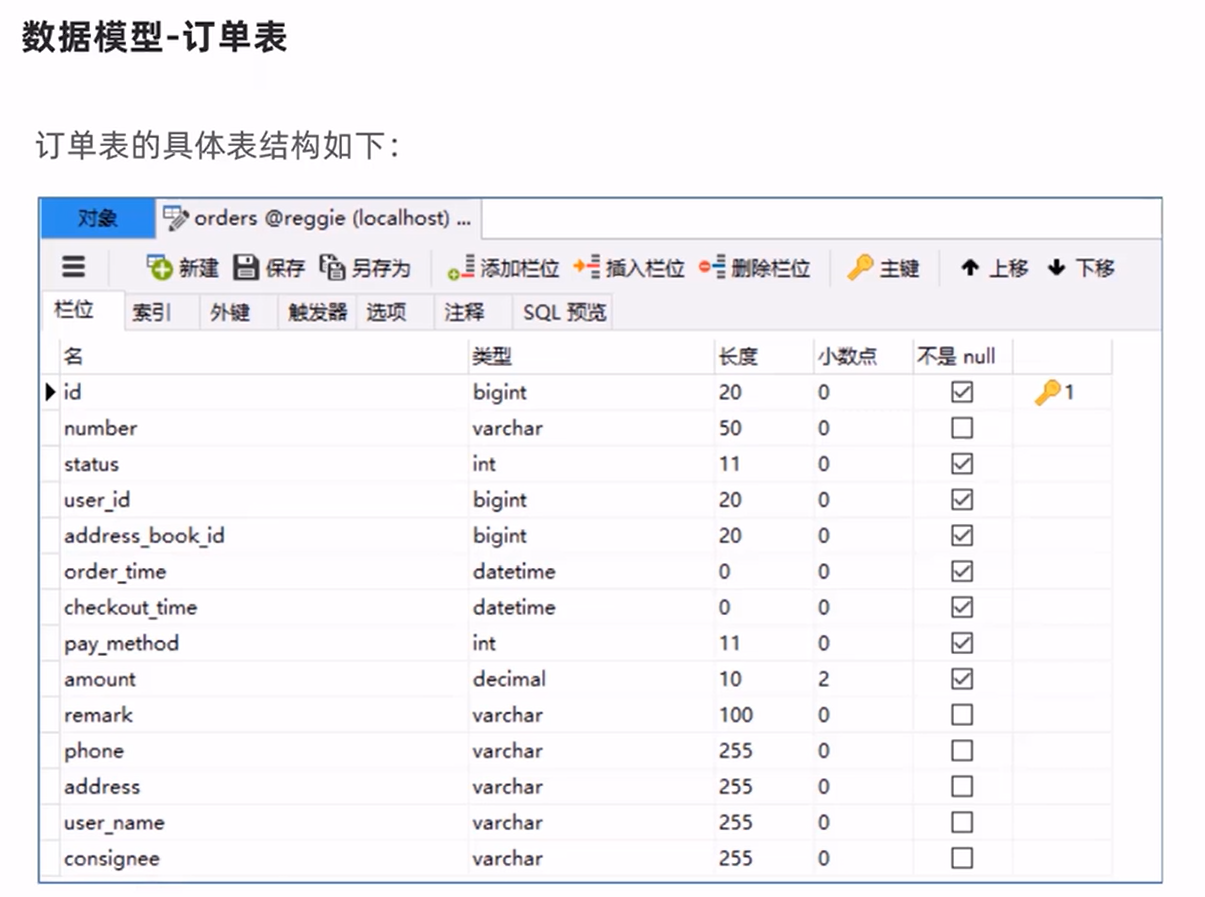 数据模型-订单表
订单表的具体表结构如下：
对象 orders @reggie (localhost) ...
新建 保存 另存为 添加栏位 插入栏位 删除栏位 主键 上移 下移
栏位 索引 外键 触发器 选项 注释 SQL 预览
名 类型 长度 小数点 不是 null
id bigint 20 0 1
number varchar 50 0
status int 11 0
user_id bigint 20 0
address_book_id bigint 20 0
order_time datetime 0 0
checkout_time datetime 0 0
pay_method int 11 0
amount decimal 10 2
remark varchar 100 0
phone varchar 255 0
address varchar 255 0
user_name varchar 255 0
consignee varchar 255 0